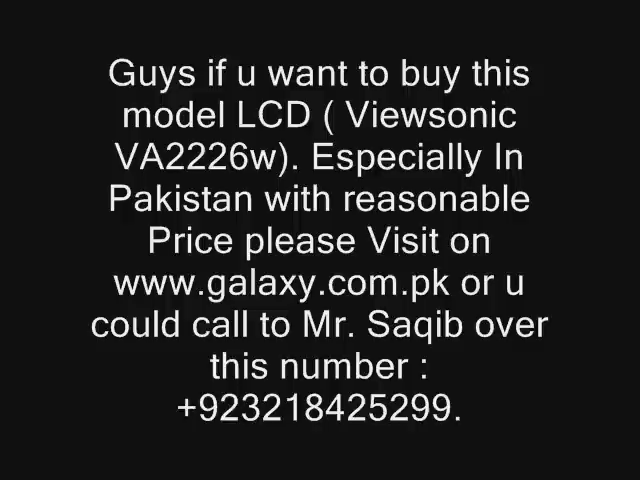 Guys if u want to buy this
model LCD ( Viewsonic
VA2226w). Especially In
Pakistan with reasonable
Price please Visit on
www.galaxy.com.pk or u
could call to Mr. Saqib over
this number :
+923218425299.